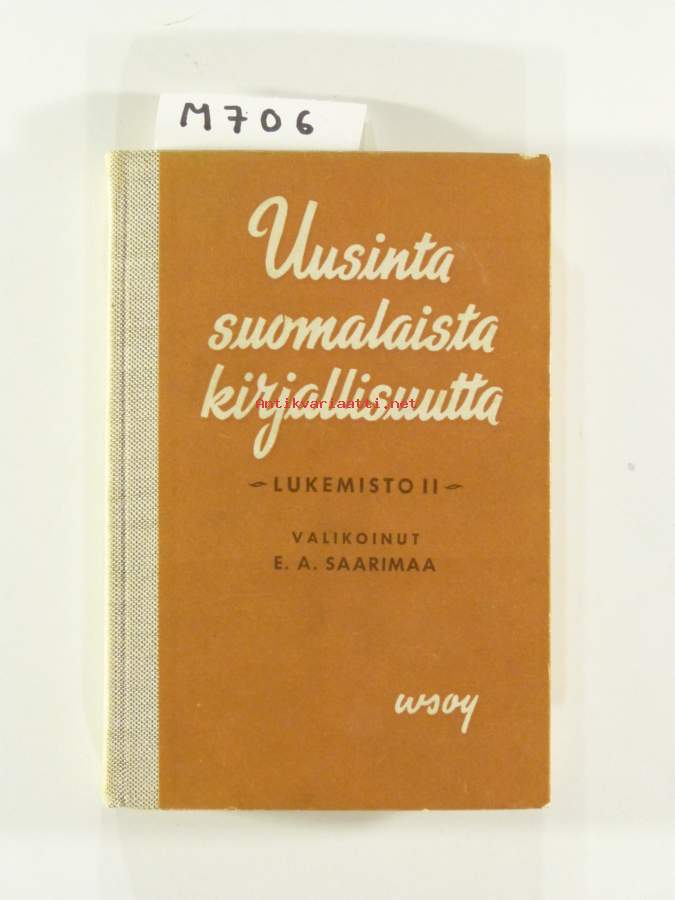 M706
Uusinta
suomalaista
kirjallisuutta
Antikvariaatti.net
LUKEMISTO II
VALIKOINUT
E. A. SAARIMAA
wsoy